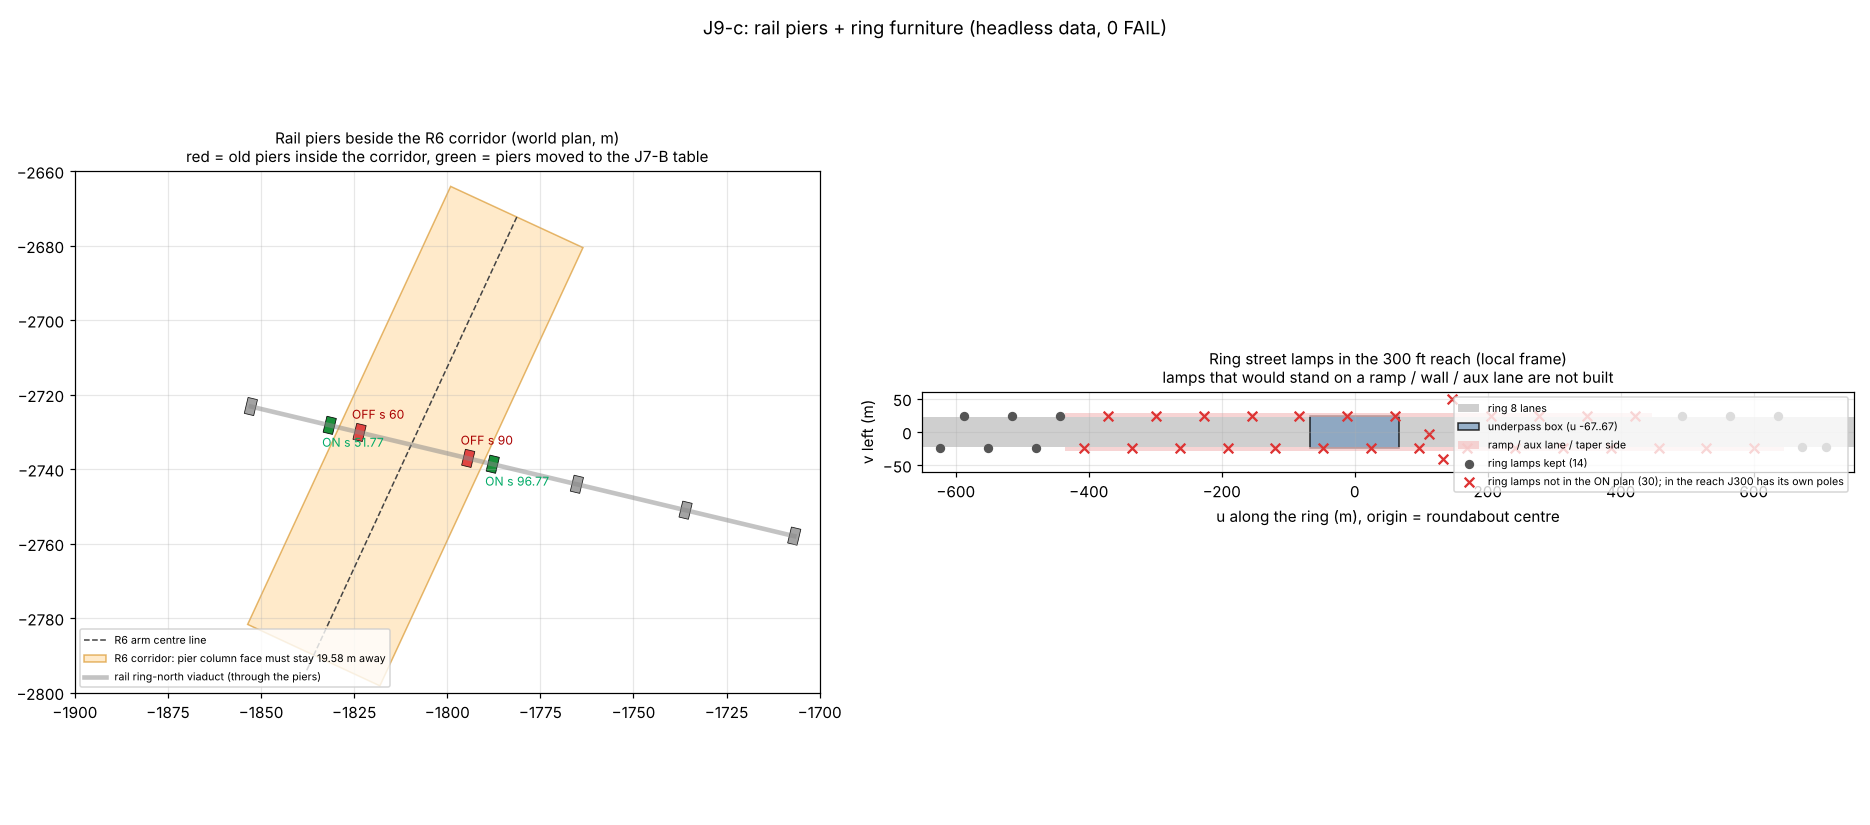 J9-c: rail piers + ring furniture (headless data, 0 FAIL)
Rail piers beside the R6 corridor (world plan, m)
red = old piers inside the corridor, green = piers moved to the J7-B table
−2660
−2680
−2700
−2720
−2740
−2760
−2780
−2800
−1900
−1875
−1850
−1825
−1800
−1775
−1750
−1725
−1700
OFF s 60
ON s 51.77
OFF s 90
ON s 96.77
R6 arm centre line
R6 corridor: pier column face must stay 19.58 m away
rail ring-north viaduct (through the piers)
Ring street lamps in the 300 ft reach (local frame)
lamps that would stand on a ramp / wall / aux lane are not built
v left (m)
50
0
−50
ring 8 lanes
underpass box (u -67..67)
ramp / aux lane / taper side
ring lamps kept (14)
ring lamps not in the ON plan (30); in the reach J300 has its own poles
−600
−400
−200
0
200
400
600
u along the ring (m), origin = roundabout centre